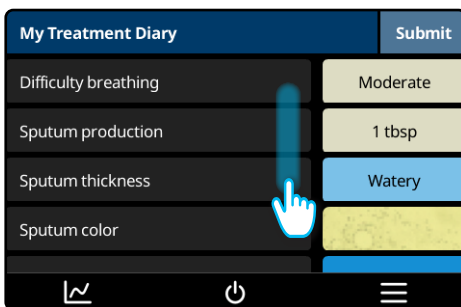 My Treatment Diary Submit
Difficulty breathing Moderate
Sputum production 1 tbsp
Sputum thickness Watery
Sputum color